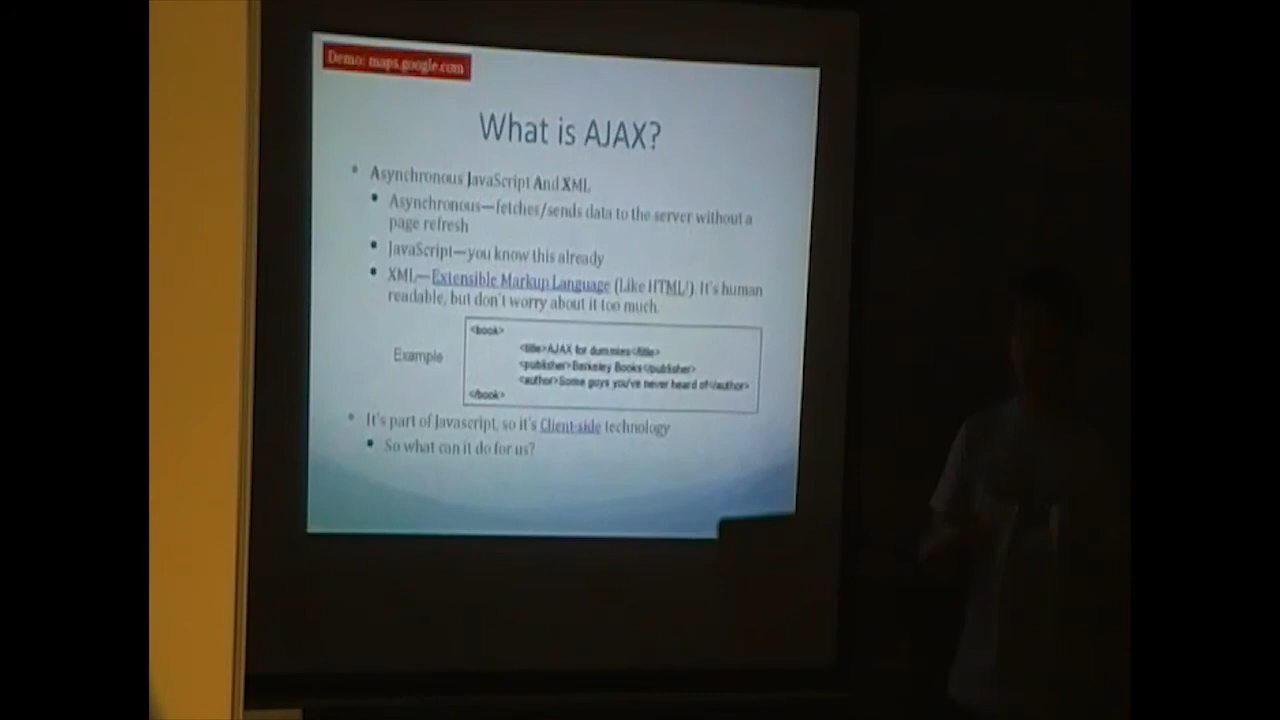 Demo: maps.google.com
What is AJAX?
• Asynchronous JavaScript And XML
• Asynchronous—fetches/sends data to the server without a
page refresh
• JavaScript—you know this already
• XML—Extensible Markup Language (Like HTML!). It's human
readable, but don't worry about it too much.
Example
<book>
<title>AJAX for dummies</title>
<publisher>Berkeley Books</publisher>
<author>Some guys you've never heard of</author>
</book>
• It's part of Javascript, so it's Client-side technology
• So what can it do for us?